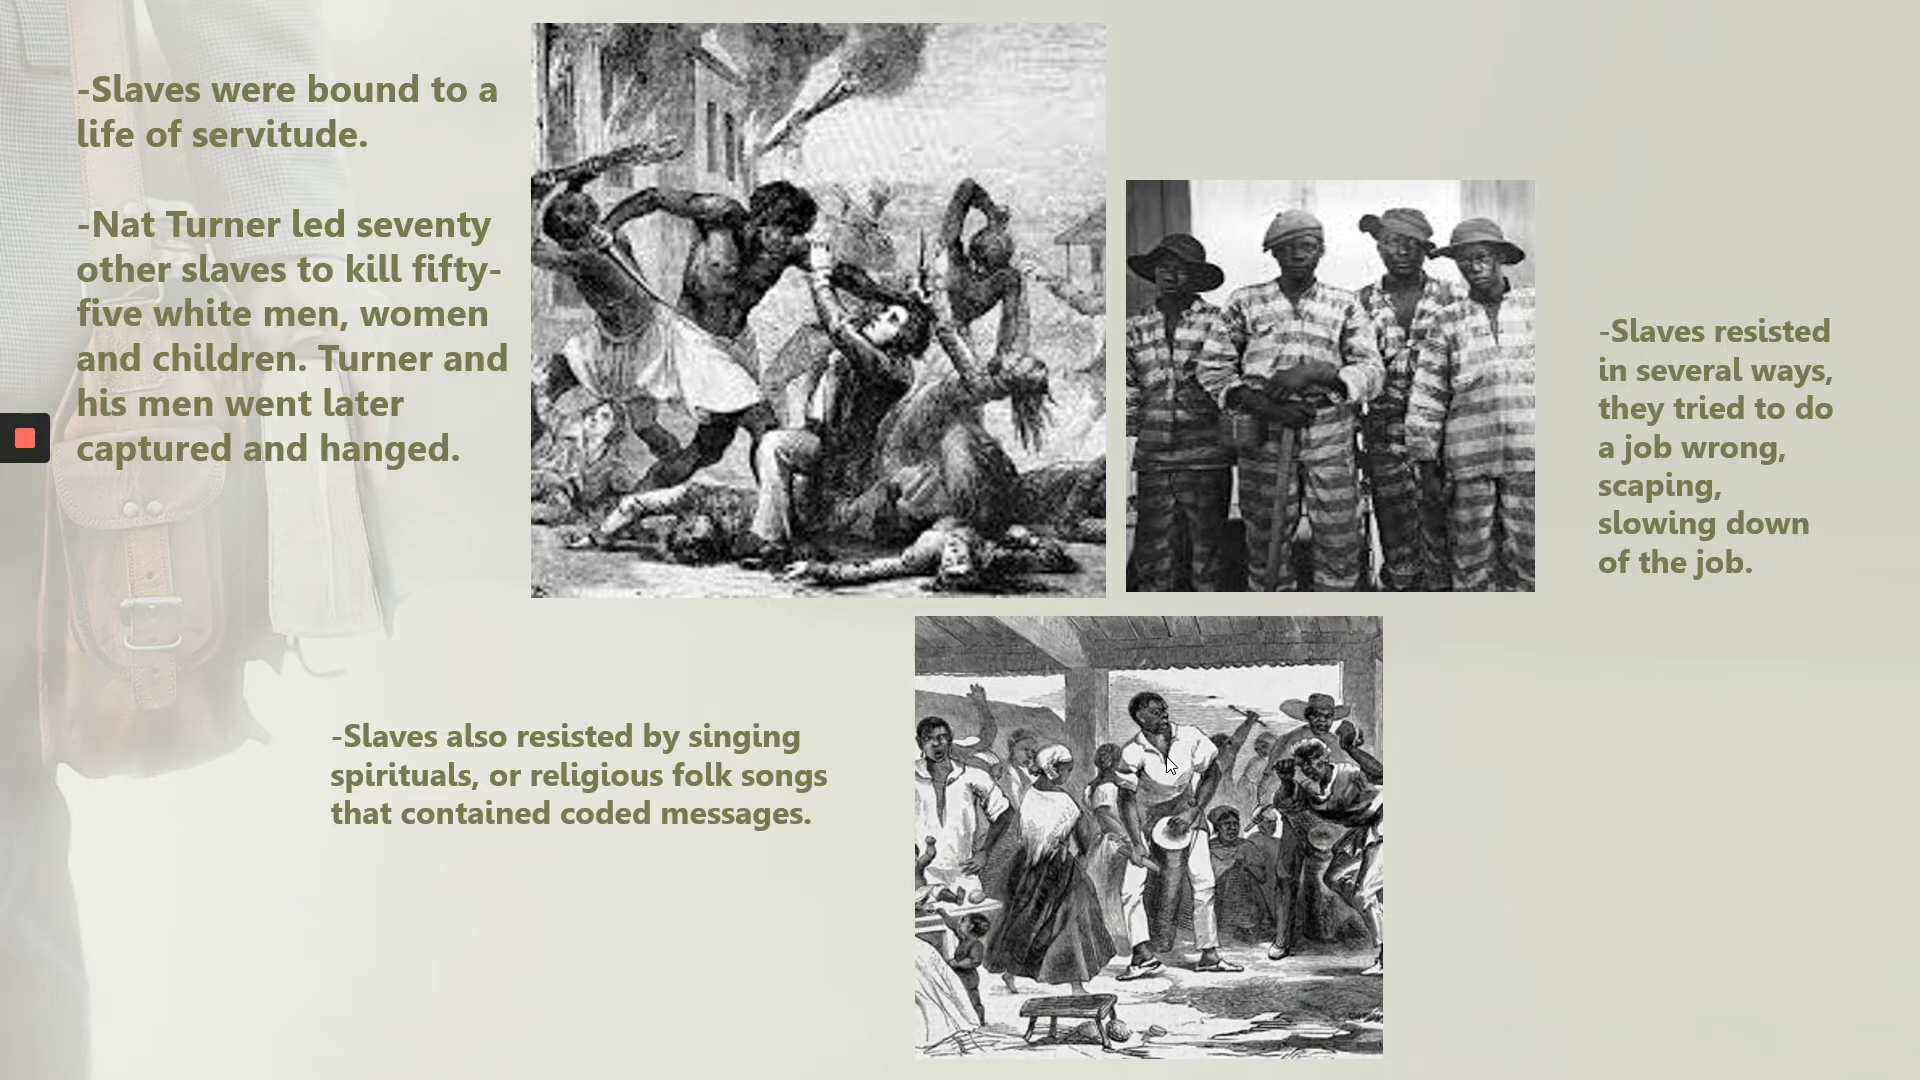 -Slaves were bound to a
life of servitude.
-Nat Turner led seventy
other slaves to kill fifty-
five white men, women
and children. Turner and
his men went later
captured and hanged.
-Slaves resisted
in several ways,
they tried to do
a job wrong,
scaping,
slowing down
of the job.
-Slaves also resisted by singing
spirituals, or religious folk songs
that contained coded messages.